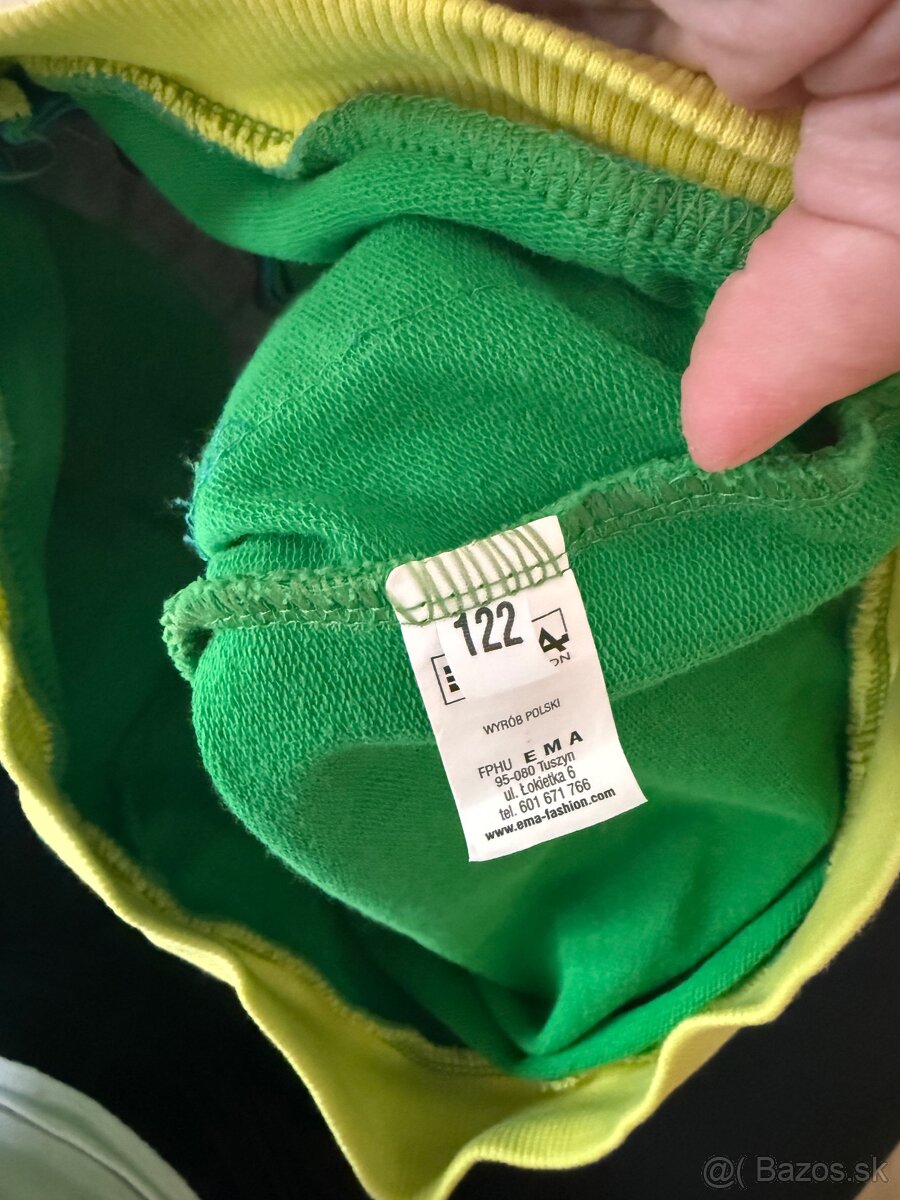 122
WYRÓB POLSKI
FPHU EMA
95-080 Tuszyn
ul. Łokietka 6
tel. 601 671 766
www.ema-fashion.com
@( Bazos.sk